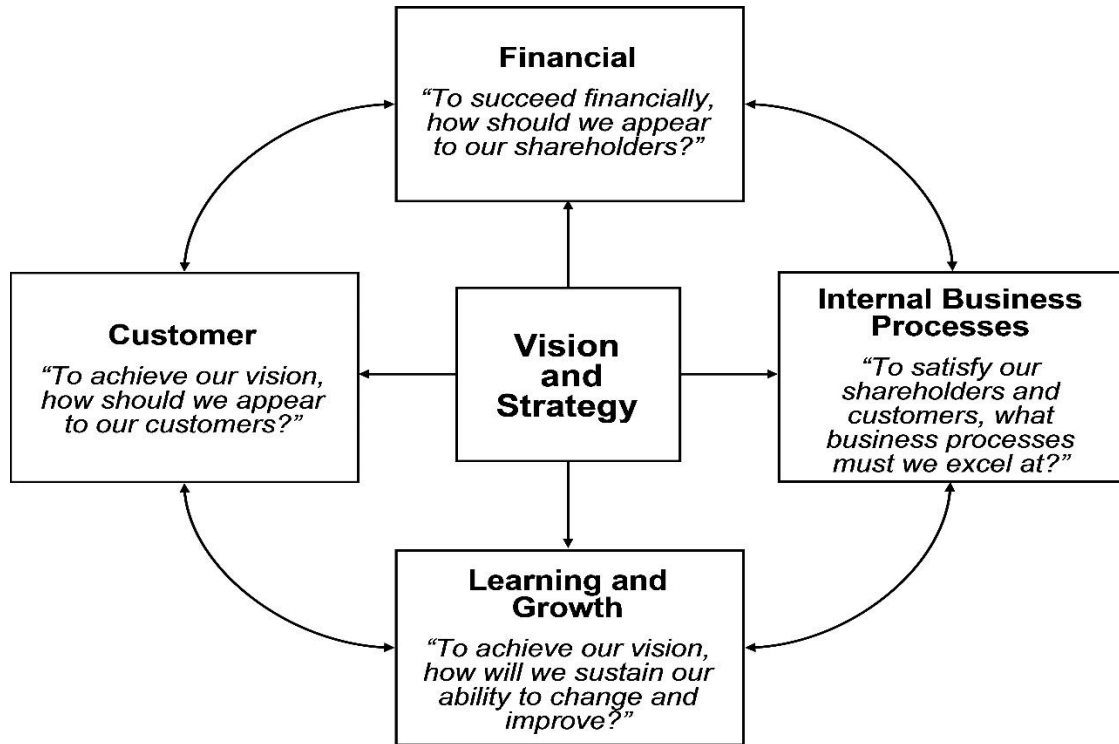 Financial
“To succeed financially,
how should we appear
to our shareholders?”
Customer
“To achieve our vision,
how should we appear
to our customers?”
Vision
and
Strategy
Internal Business
Processes
“To satisfy our
shareholders and
customers, what
business processes
must we excel at?”
Learning and
Growth
“To achieve our vision,
how will we sustain our
ability to change and
improve?”